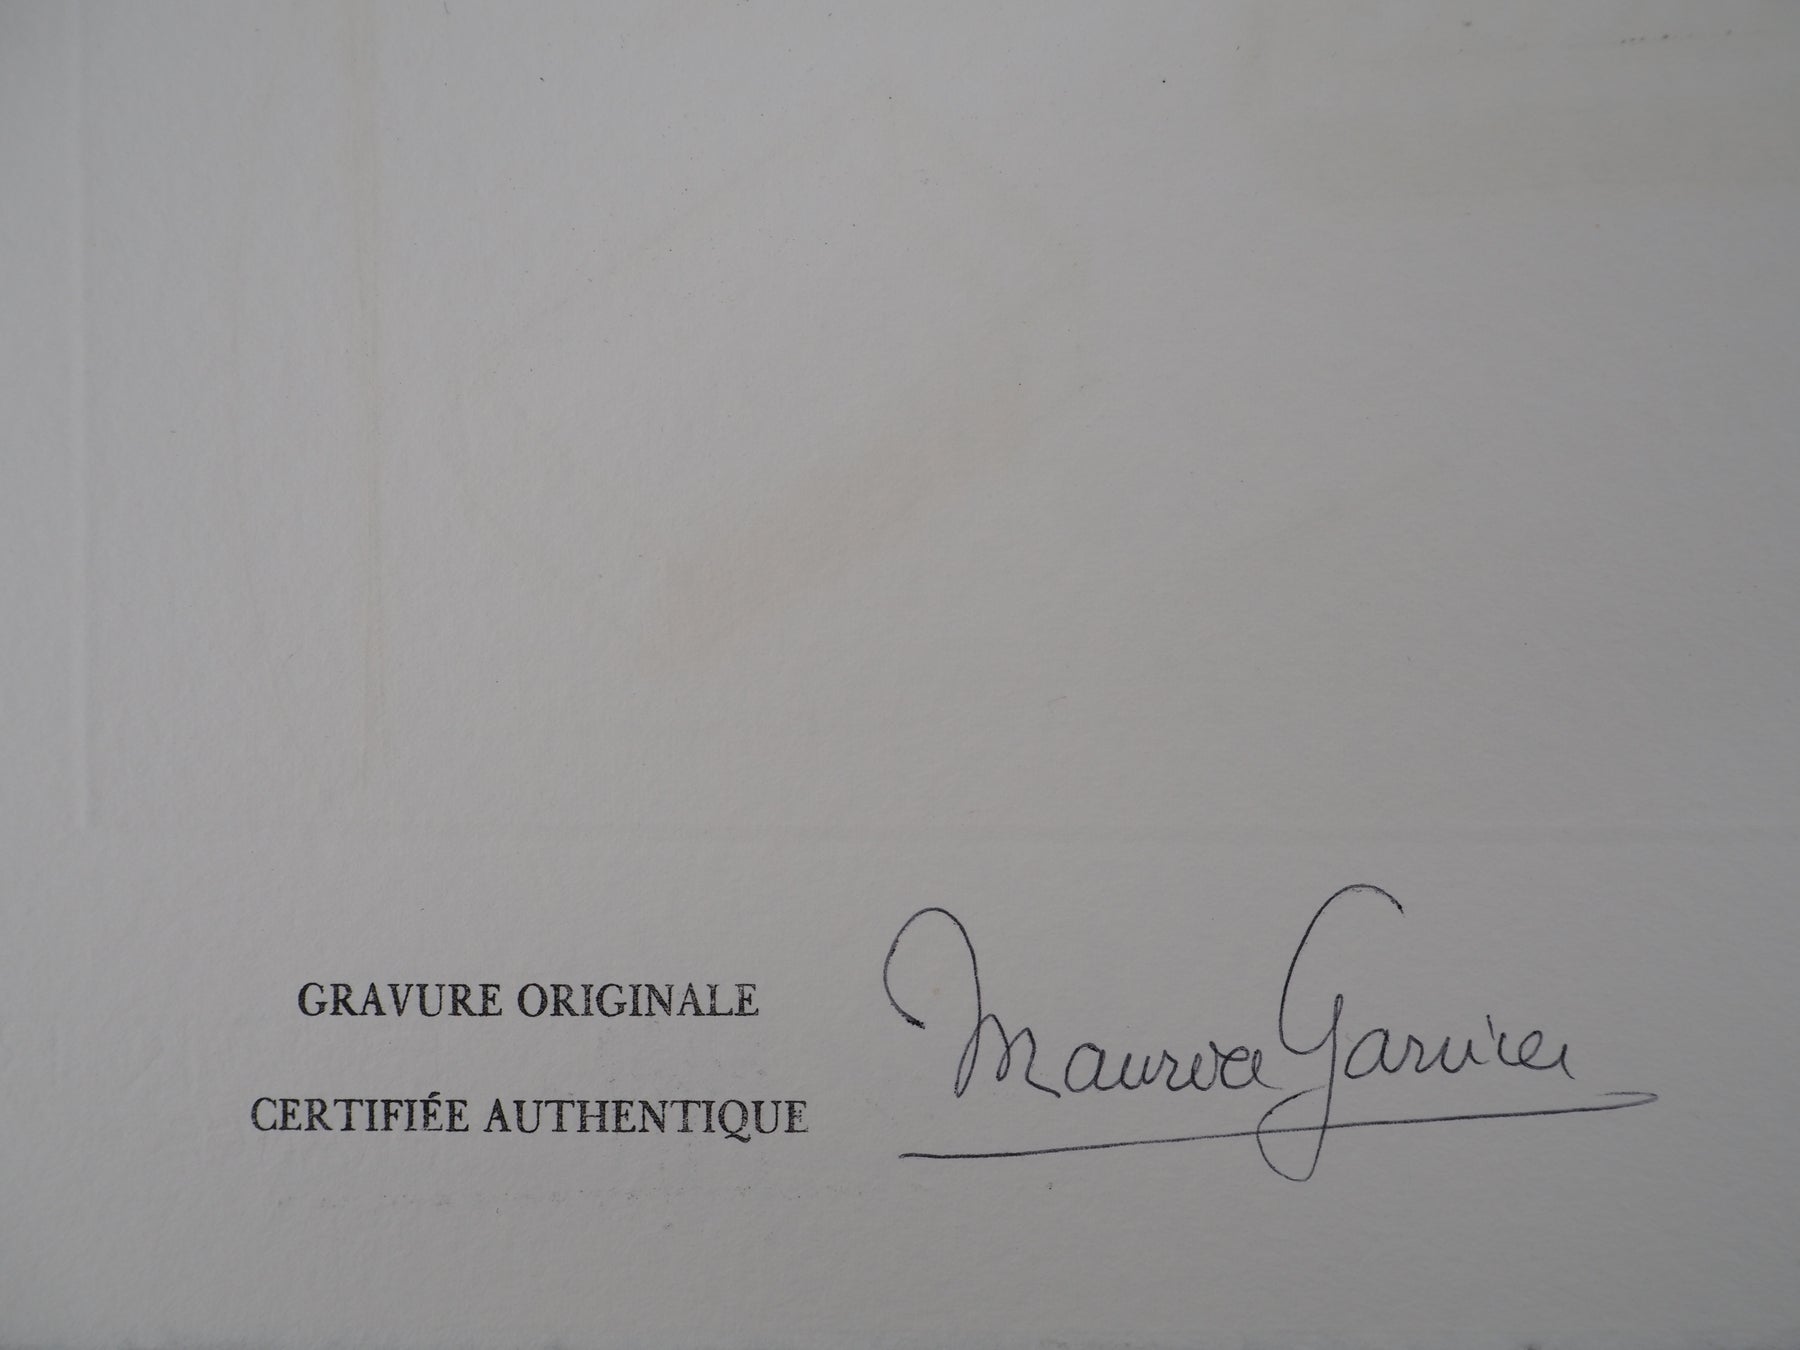 GRAVURE ORIGINALE
CERTIFIÉE AUTHENTIQUE
Maurice Garnier